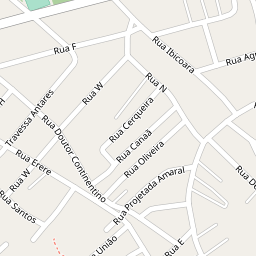 Rua F
Rua Ibicoara
Rua Agu
Rua W
Rua N
Travessa Antares
Rua Cerqueira
Rua Doutor Continentino
Rua Canaã
Rua Oliveira
Rua Erere
Rua W
Rua Projetada Amaral
Rua Santos
União
Rua E